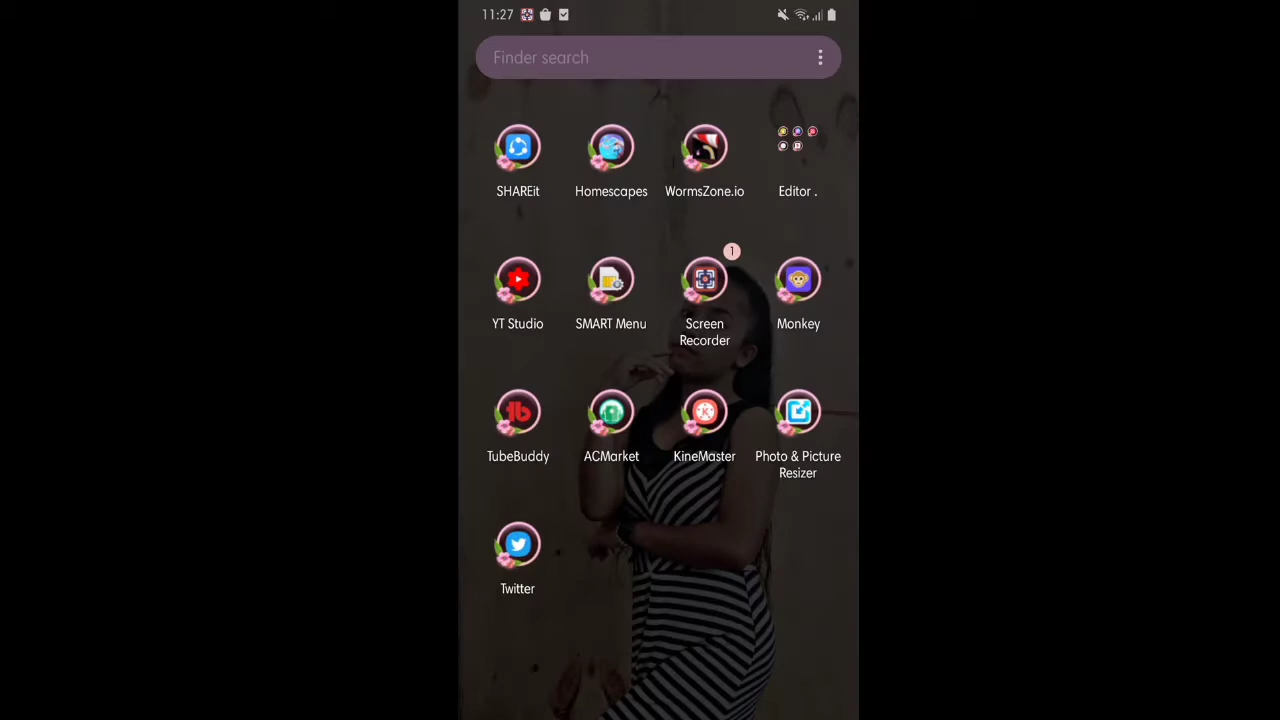 11:27
Finder search
SHAREit
Homescapes
WormsZone.io
Editor .
1
YT Studio
SMART Menu
Screen
Recorder
Monkey
TubeBuddy
ACMarket
KineMaster
Photo & Picture
Resizer
Twitter